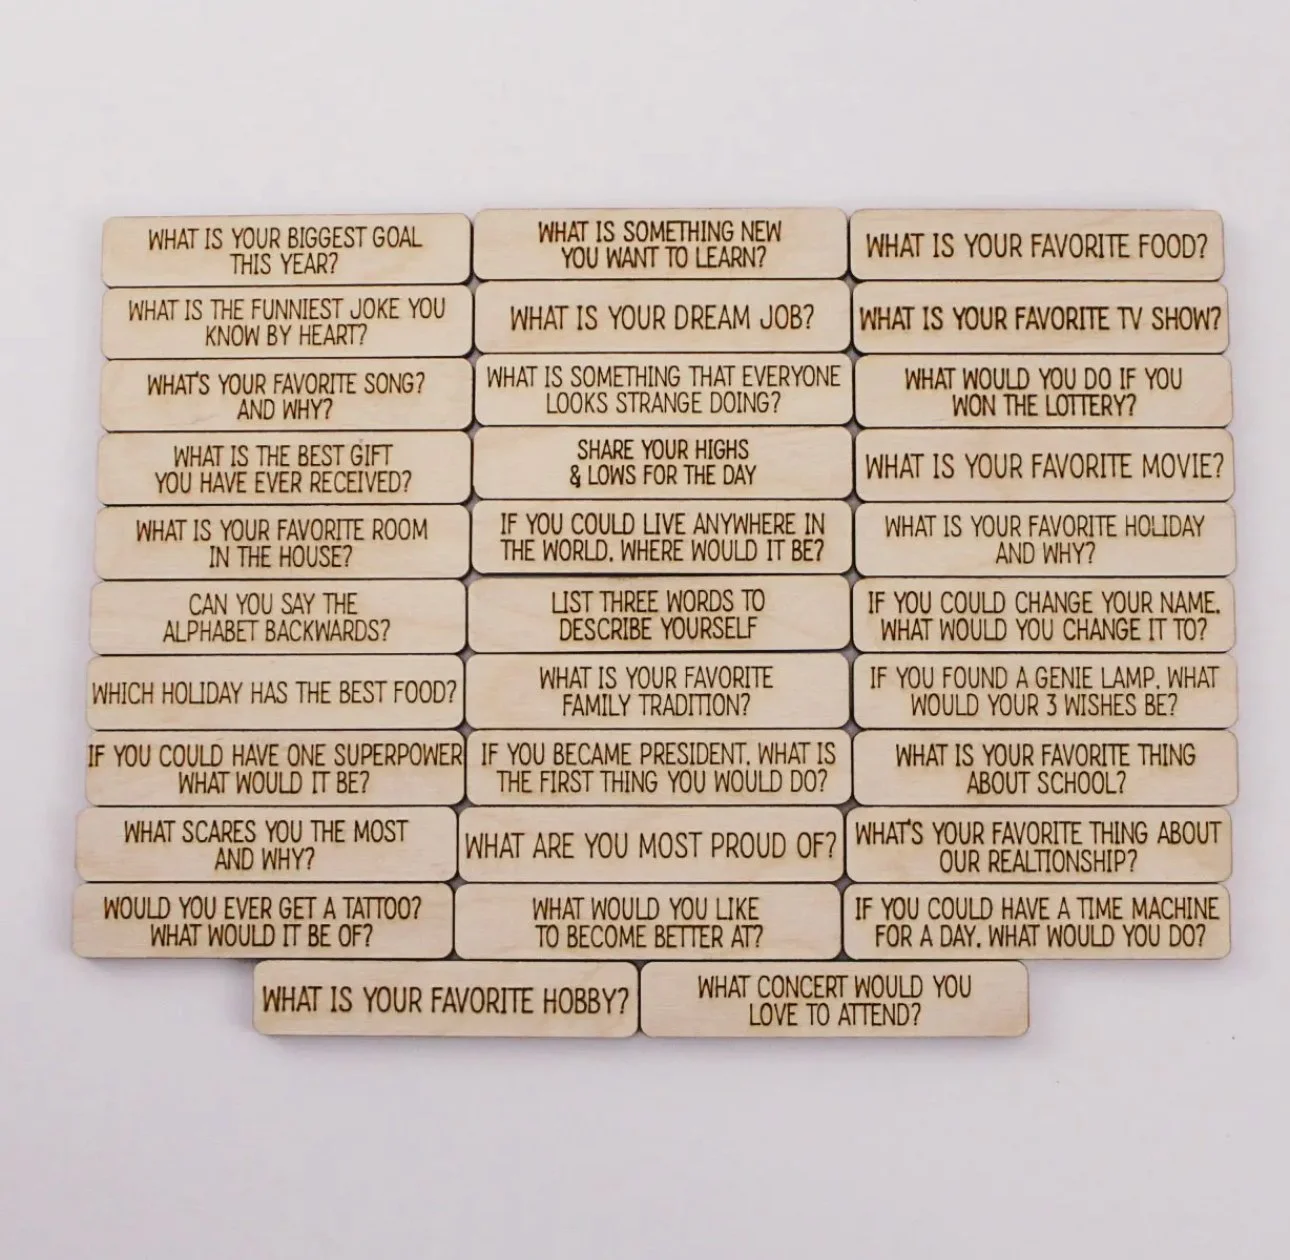 WHAT IS YOUR BIGGEST GOAL
THIS YEAR?
WHAT IS SOMETHING NEW
YOU WANT TO LEARN?
WHAT IS YOUR FAVORITE FOOD?
WHAT IS THE FUNNIEST JOKE YOU
KNOW BY HEART?
WHAT IS YOUR DREAM JOB?
WHAT IS YOUR FAVORITE TV SHOW?
WHAT'S YOUR FAVORITE SONG?
AND WHY?
WHAT IS SOMETHING THAT EVERYONE
LOOKS STRANGE DOING?
WHAT WOULD YOU DO IF YOU
WON THE LOTTERY?
WHAT IS THE BEST GIFT
YOU HAVE EVER RECEIVED?
SHARE YOUR HIGHS
& LOWS FOR THE DAY
WHAT IS YOUR FAVORITE MOVIE?
WHAT IS YOUR FAVORITE ROOM
IN THE HOUSE?
IF YOU COULD LIVE ANYWHERE IN
THE WORLD, WHERE WOULD IT BE?
WHAT IS YOUR FAVORITE HOLIDAY
AND WHY?
CAN YOU SAY THE
ALPHABET BACKWARDS?
LIST THREE WORDS TO
DESCRIBE YOURSELF
IF YOU COULD CHANGE YOUR NAME,
WHAT WOULD YOU CHANGE IT TO?
WHICH HOLIDAY HAS THE BEST FOOD?
WHAT IS YOUR FAVORITE
FAMILY TRADITION?
IF YOU FOUND A GENIE LAMP, WHAT
WOULD YOUR 3 WISHES BE?
IF YOU COULD HAVE ONE SUPERPOWER
WHAT WOULD IT BE?
IF YOU BECAME PRESIDENT, WHAT IS
THE FIRST THING YOU WOULD DO?
WHAT IS YOUR FAVORITE THING
ABOUT SCHOOL?
WHAT SCARES YOU THE MOST
AND WHY?
WHAT ARE YOU MOST PROUD OF?
WHAT'S YOUR FAVORITE THING ABOUT
OUR REALTIONSHIP?
WOULD YOU EVER GET A TATTOO?
WHAT WOULD IT BE OF?
WHAT WOULD YOU LIKE
TO BECOME BETTER AT?
IF YOU COULD HAVE A TIME MACHINE
FOR A DAY, WHAT WOULD YOU DO?
WHAT IS YOUR FAVORITE HOBBY?
WHAT CONCERT WOULD YOU
LOVE TO ATTEND?